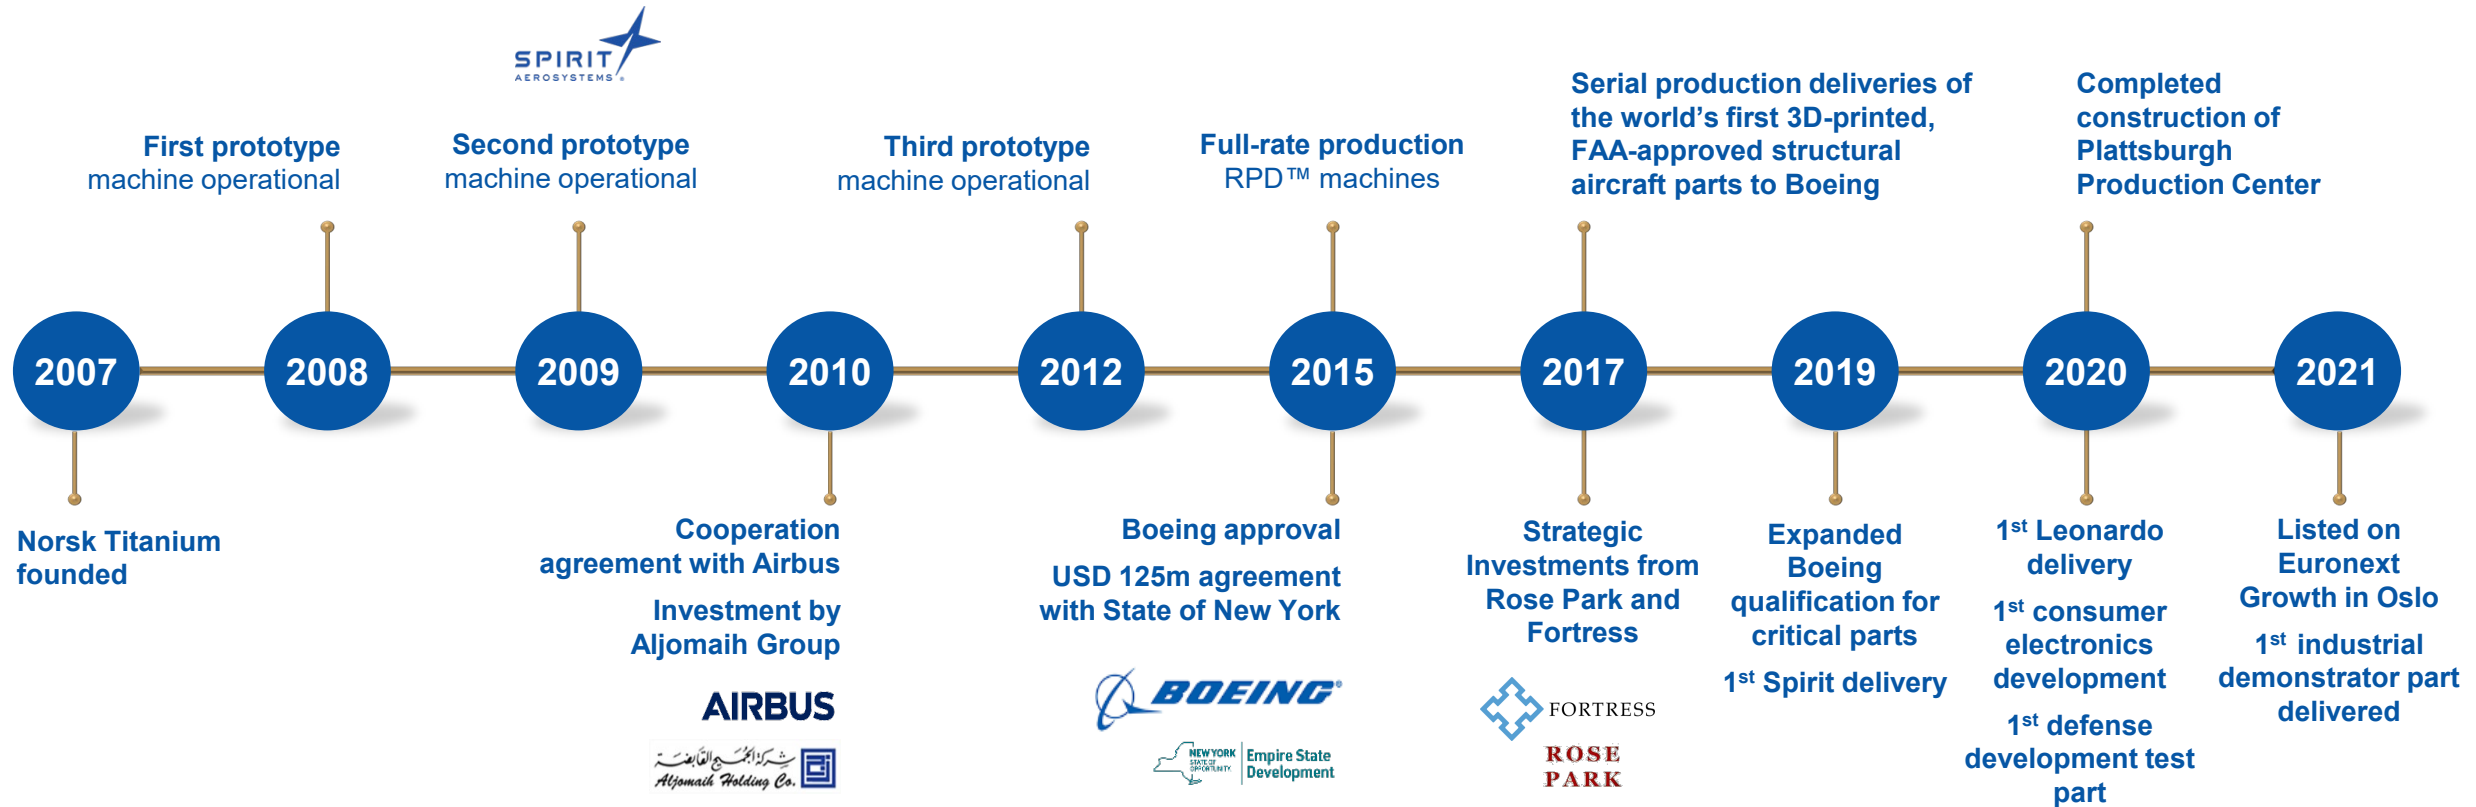 SPIRIT
AEROSYSTEMS®
First prototype
machine operational
Second prototype
machine operational
Third prototype
machine operational
Full-rate production
RPD™ machines
Serial production deliveries of
the world’s first 3D-printed,
FAA-approved structural
aircraft parts to Boeing
Completed
construction of
Plattsburgh
Production Center
2007
2008
2009
2010
2012
2015
2017
2019
2020
2021
Norsk Titanium
founded
Cooperation
agreement with Airbus
Investment by
Aljomaih Group
AIRBUS
شركة الجميح القابضة
Aljomaih Holding Co.
Boeing approval
USD 125m agreement
with State of New York
BOEING®
NEW YORK
STATE OF
OPPORTUNITY.
Empire State
Development
Strategic
Investments from
Rose Park and
Fortress
FORTRESS
ROSE
PARK
Expanded
Boeing
qualification for
critical parts
1st Spirit delivery
1st Leonardo
delivery
1st consumer
electronics
development
1st defense
development test
part
Listed on
Euronext
Growth in Oslo
1st industrial
demonstrator part
delivered